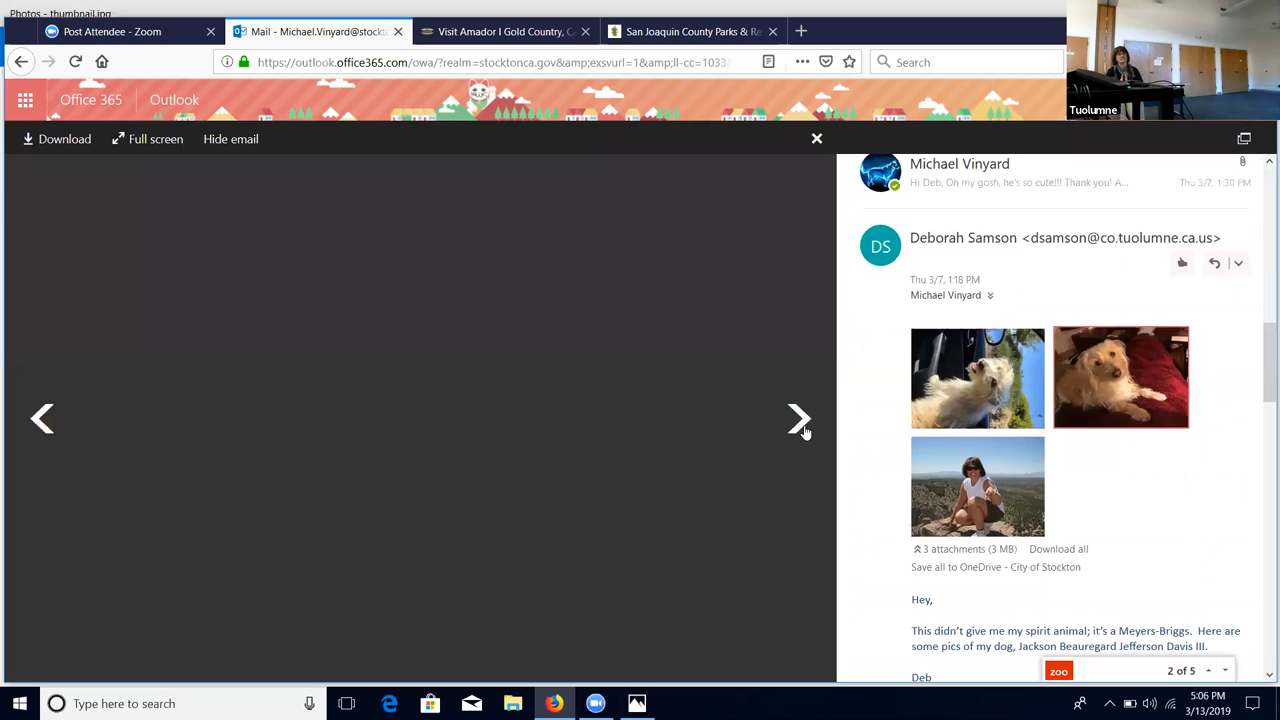 Photos - thumbnail.jpg
Post Attendee - Zoom
Mail - Michael.Vinyard@stockt
Visit Amador I Gold Country, C
San Joaquin County Parks & Re
https://outlook.office365.com/owa/?realm=stocktonca.gov&amp;exsvurl=1&amp;ll-cc=1033
Search
Office 365
Outlook
Tuolumne
Download
Full screen
Hide email
Michael Vinyard
Hi Deb, Oh my gosh, he's so cute!!! Thank you! A...
Thu 3/7, 1:30 PM
DS
Deborah Samson <dsamson@co.tuolumne.ca.us>
Thu 3/7, 1:18 PM
Michael Vinyard
3 attachments (3 MB) Download all
Save all to OneDrive - City of Stockton
Hey,
This didn't give me my spirit animal; it's a Meyers-Briggs. Here are
some pics of my dog, Jackson Beauregard Jefferson Davis III.
Deb
zoo
2 of 5
Type here to search
5:06 PM
3/13/2019